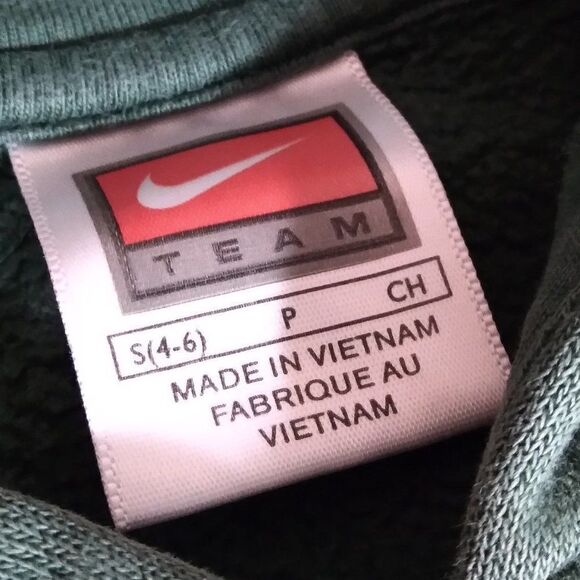 TEAM
S(4-6) P CH
MADE IN VIETNAM
FABRIQUE AU
VIETNAM